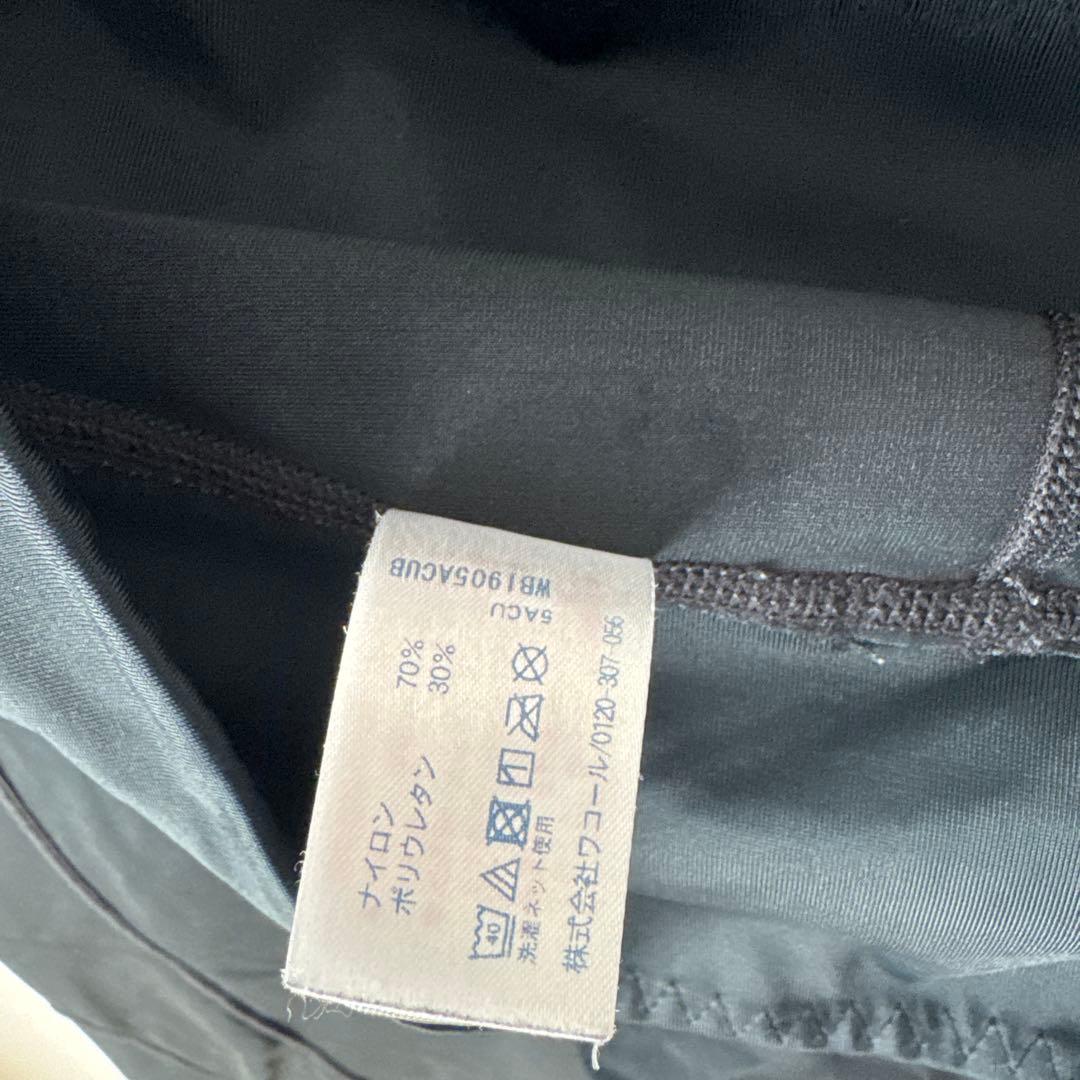 ナイロン 70%
ポリウレタン 30%
40
洗濯ネット使用
株式会社ワコール/0120-307-056
5ACU
WB1905ACUB